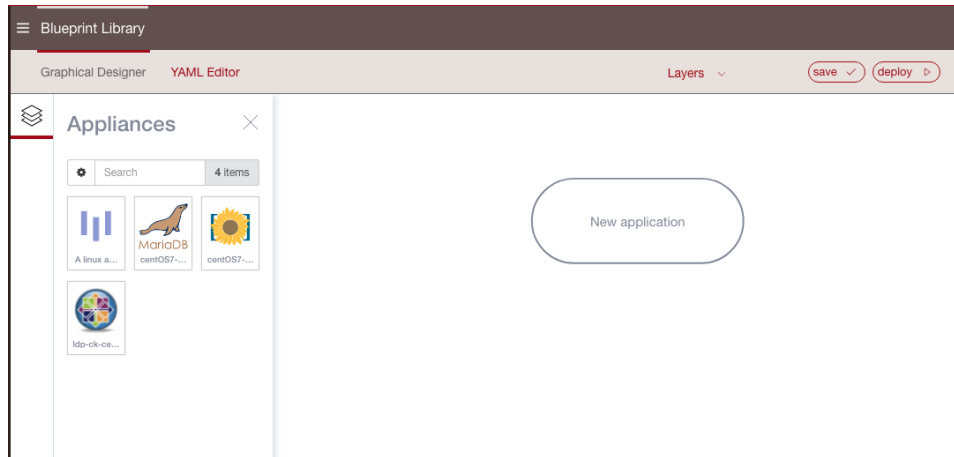 Blueprint Library
Graphical Designer YAML Editor Layers save deploy
Appliances
Search 4 items
New application
MariaDB
A linux a... centOS7-... centOS7-...
ldp-ck-ce...